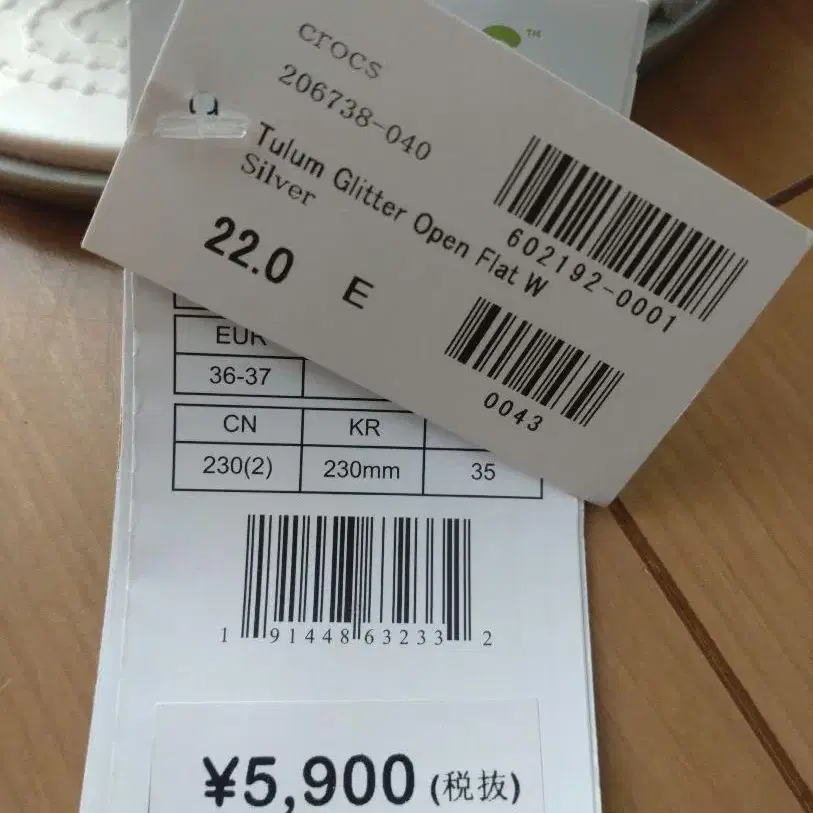 ™
crocs
206738-040
Tulum Glitter Open Flat W
Silver
22.0 E
602192-0001
0043
EUR
36-37
CN KR
230(2) 230mm 35
1 91448 63233 2
¥5,900 (税抜)